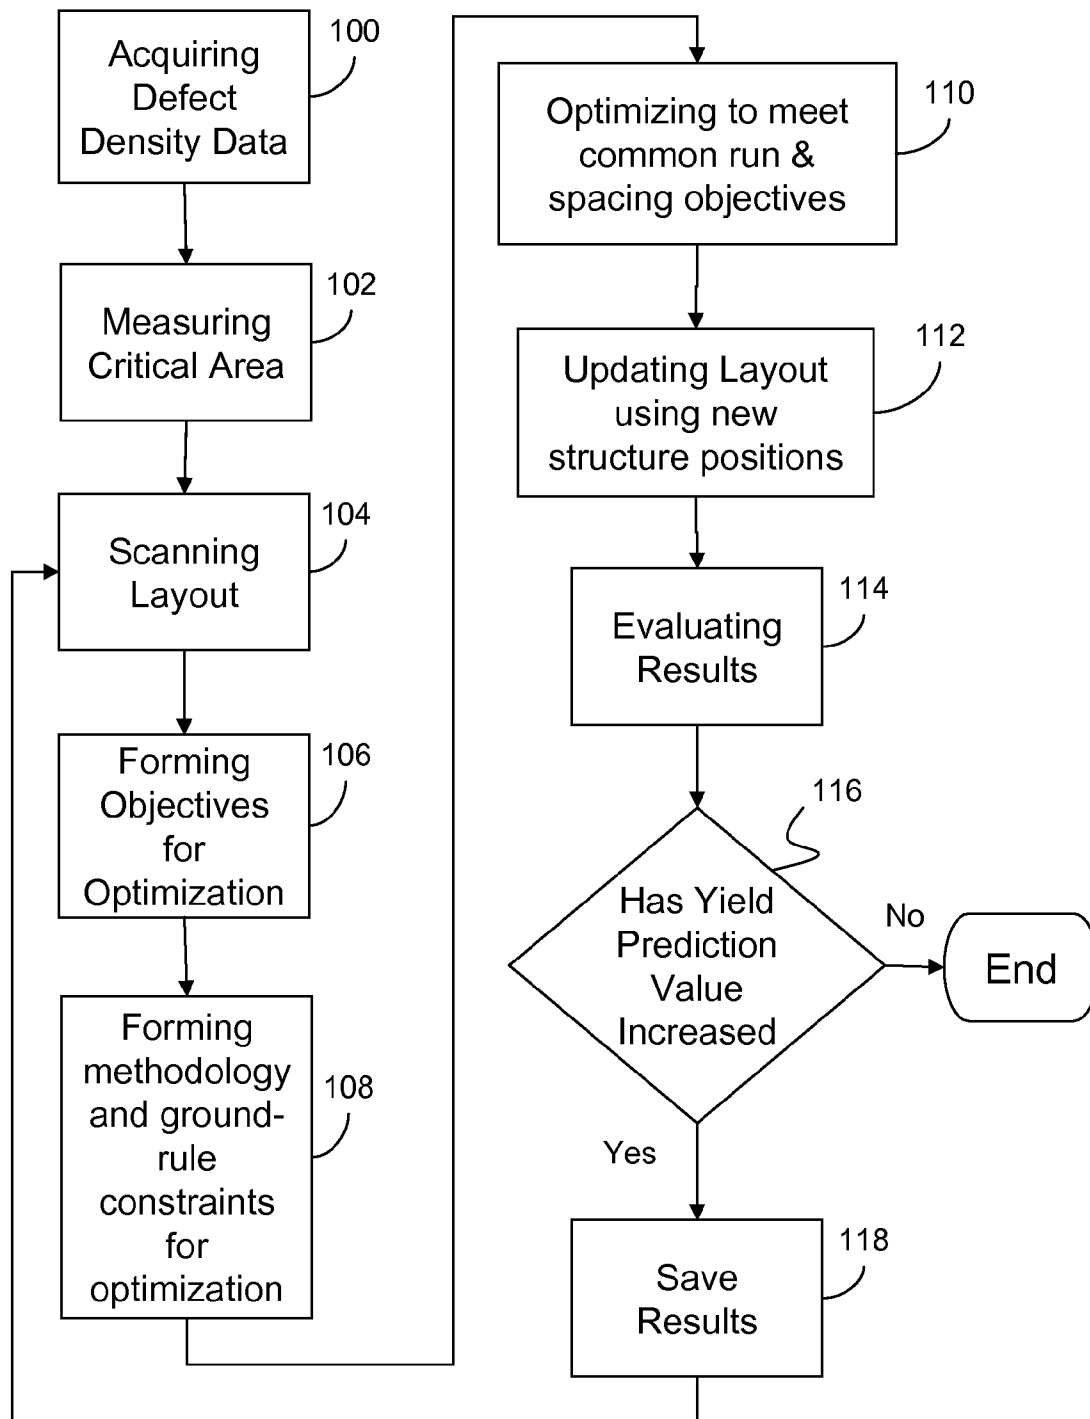 100
Acquiring
Defect
Density Data
102
Measuring
Critical Area
104
Scanning
Layout
106
Forming
Objectives
for
Optimization
108
Forming
methodology
and ground-
rule
constraints
for
optimization
110
Optimizing to meet
common run &
spacing objectives
112
Updating Layout
using new
structure positions
114
Evaluating
Results
116
Has Yield
Prediction
Value
Increased
No
End
Yes
118
Save
Results